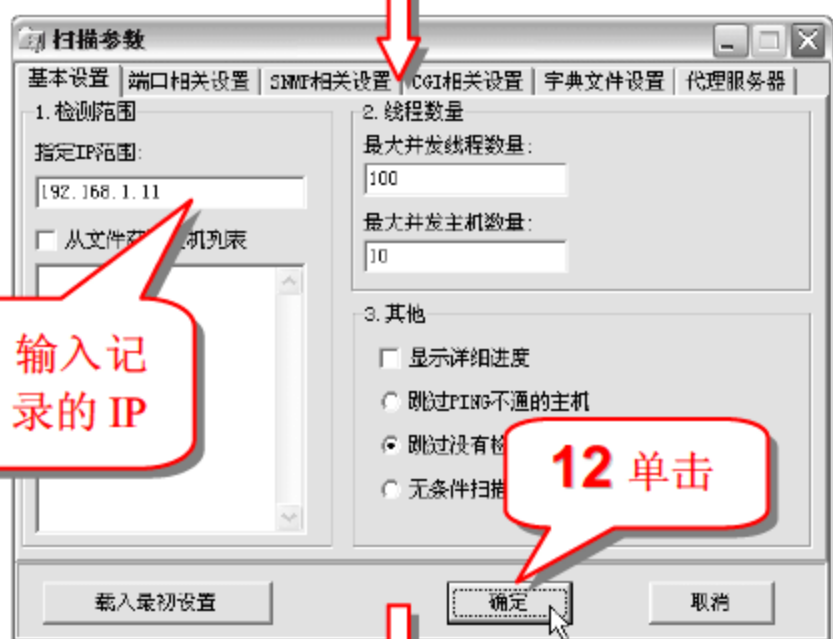 扫描参数
基本设置 端口相关设置 SNMP相关设置 CGI相关设置 字典文件设置 代理服务器
1.检测范围
指定IP范围:
192.168.1.11
从文件 机列表
输入记
录的 IP
2.线程数量
最大并发线程数量:
100
最大并发主机数量:
10
3.其他
显示详细进度
跳过PING不通的主机
跳过没有检
无条件扫描
12 单击
载入最初设置
确定
取消